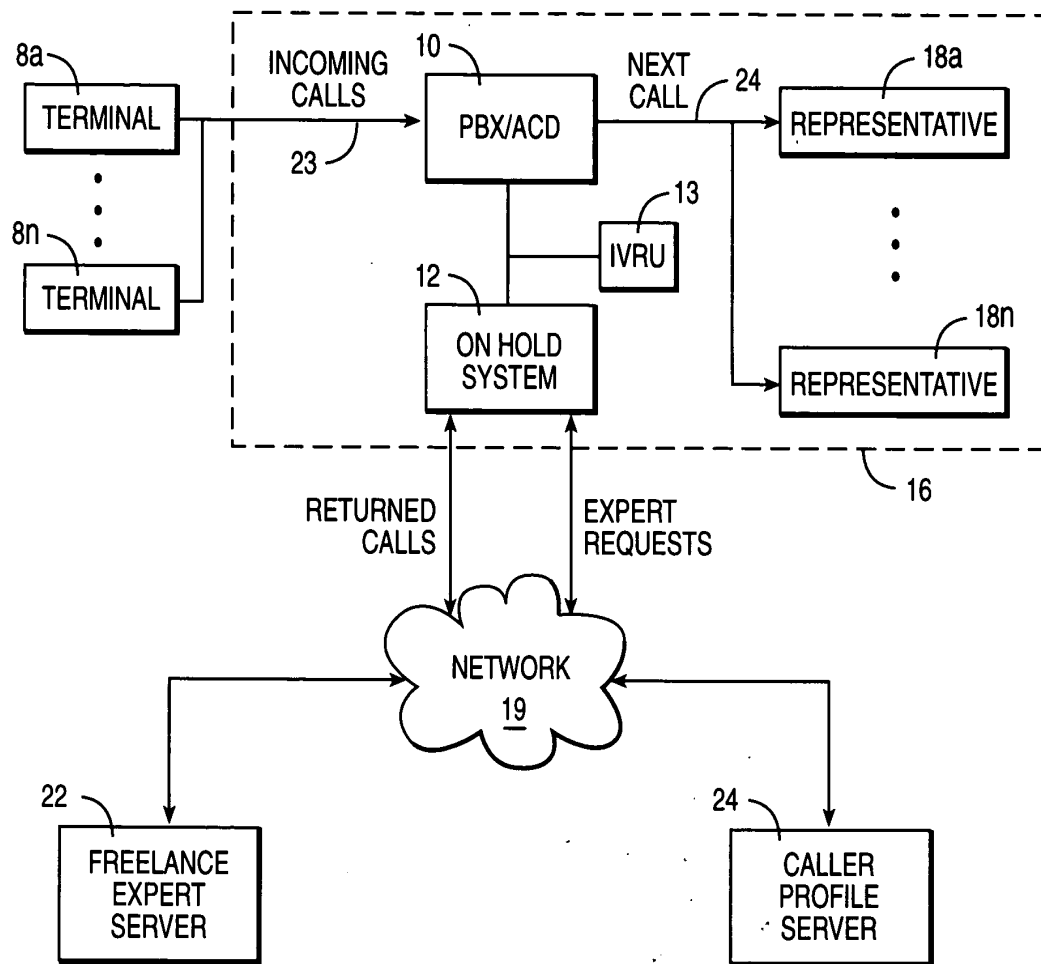 8a
TERMINAL
8n
TERMINAL
INCOMING
CALLS
23
10
PBX/ACD
NEXT
CALL
24
18a
REPRESENTATIVE
13
IVRU
12
ON HOLD
SYSTEM
18n
REPRESENTATIVE
16
RETURNED
CALLS
EXPERT
REQUESTS
NETWORK
19
22
FREELANCE
EXPERT
SERVER
24
CALLER
PROFILE
SERVER